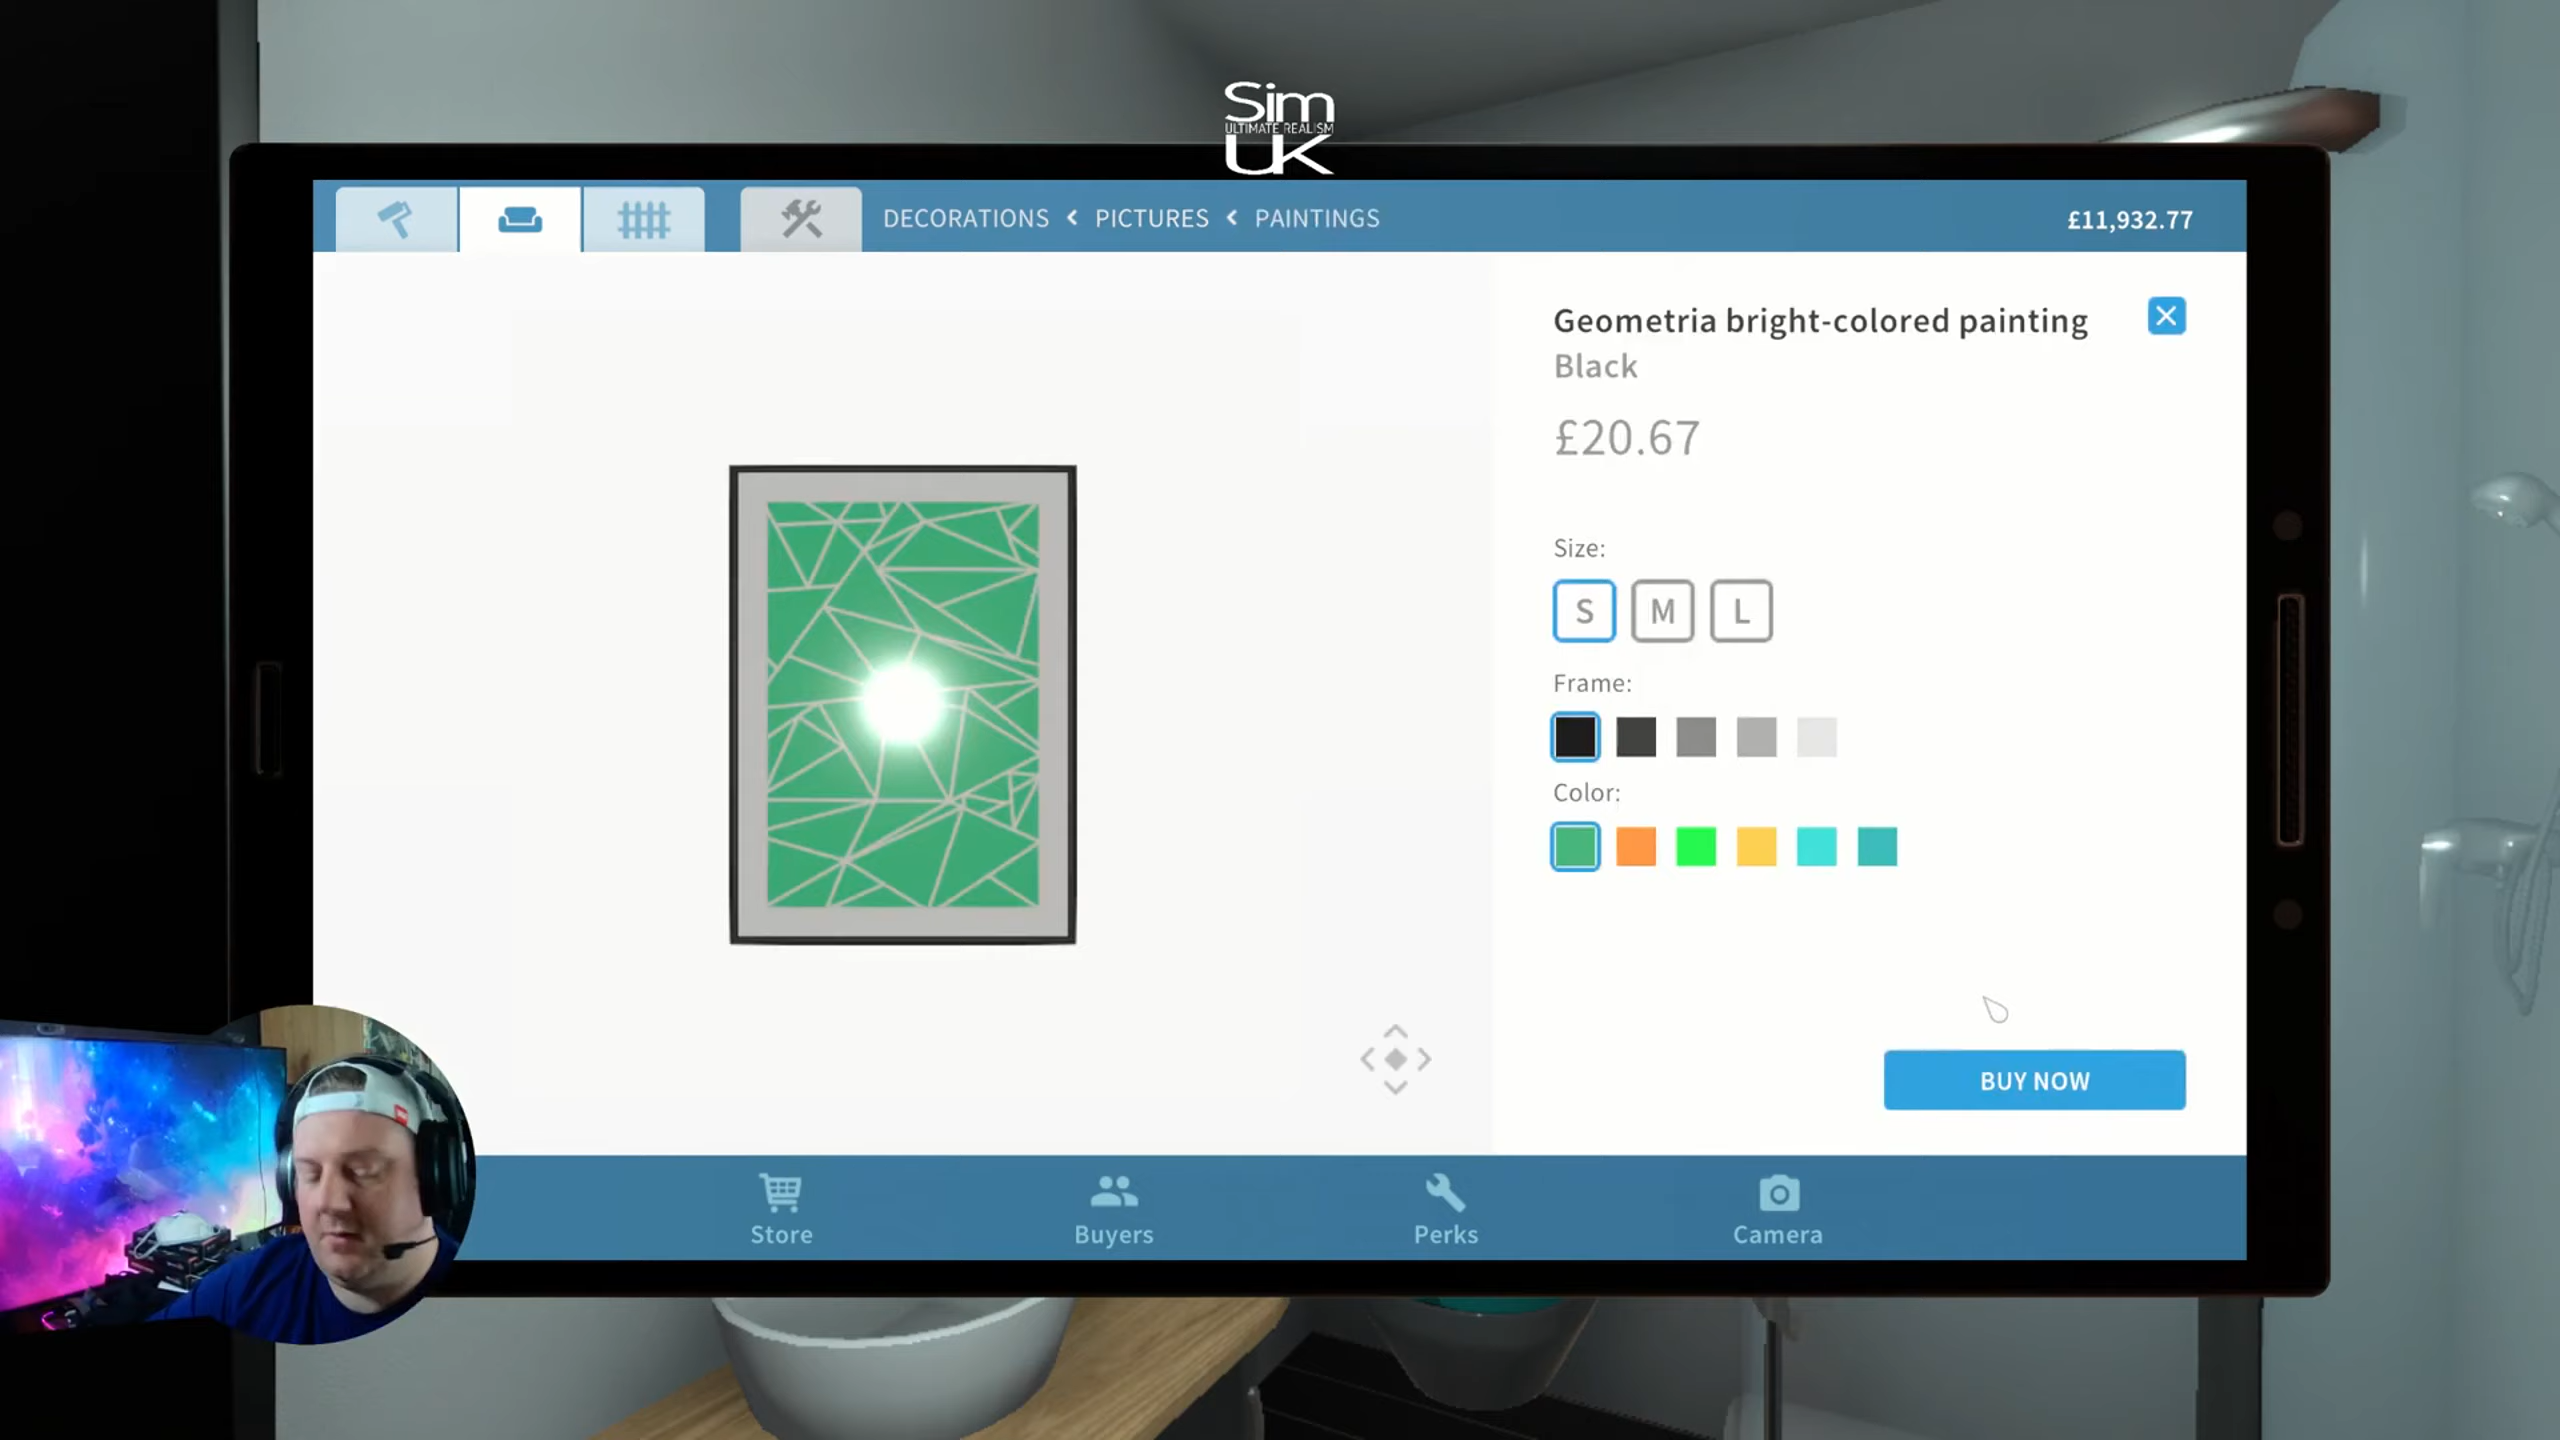 Sim
ULTIMATE REALISM
UK
DECORATIONS < PICTURES < PAINTINGS
£11,932.77
Geometria bright-colored painting
Black
£20.67
Size:
S M L
Frame:
Color:
BUY NOW
Store
Buyers
Perks
Camera